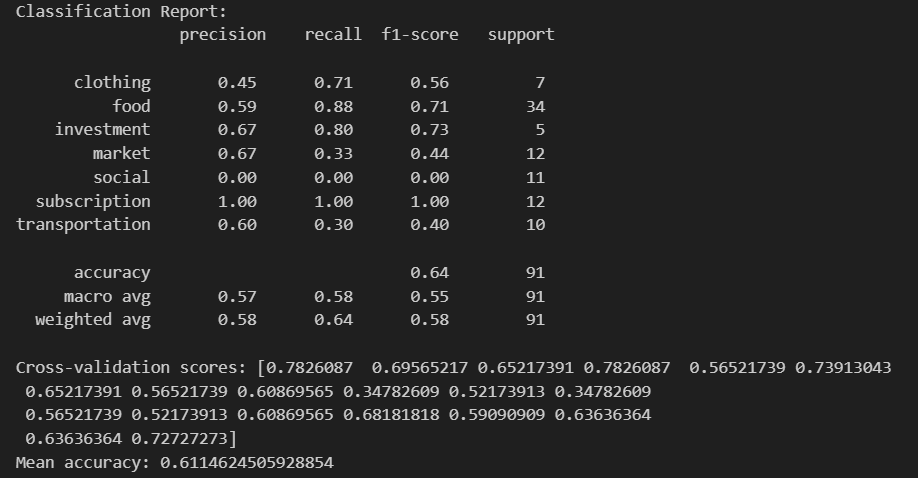 Classification Report:
precision recall f1-score support
clothing 0.45 0.71 0.56 7
food 0.59 0.88 0.71 34
investment 0.67 0.80 0.73 5
market 0.67 0.33 0.44 12
social 0.00 0.00 0.00 11
subscription 1.00 1.00 1.00 12
transportation 0.60 0.30 0.40 10
accuracy 0.64 91
macro avg 0.57 0.58 0.55 91
weighted avg 0.58 0.64 0.58 91
Cross-validation scores: [0.7826087 0.69565217 0.65217391 0.7826087 0.56521739 0.73913043
0.65217391 0.56521739 0.60869565 0.34782609 0.52173913 0.34782609
0.56521739 0.52173913 0.60869565 0.68181818 0.59090909 0.63636364
0.63636364 0.72727273]
Mean accuracy: 0.6114624505928854